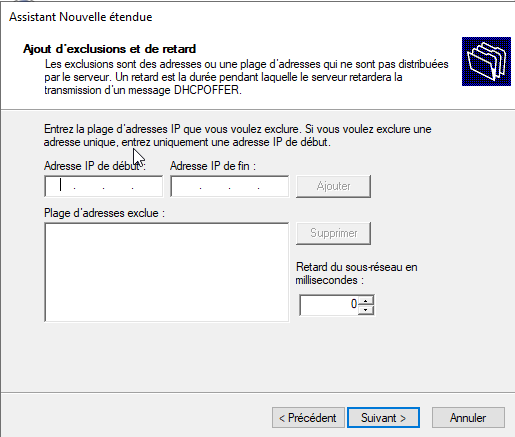 Assistant Nouvelle étendue
Ajout d'exclusions et de retard
Les exclusions sont des adresses ou une plage d'adresses qui ne sont pas distribuées
par le serveur. Un retard est la durée pendant laquelle le serveur retardera la
transmission d'un message DHCPOFFER.
Entrez la plage d'adresses IP que vous voulez exclure. Si vous voulez exclure une
adresse unique, entrez uniquement une adresse IP de début.
Adresse IP de début : Adresse IP de fin :
. . . . . . Ajouter
Plage d'adresses exclue :
Supprimer
Retard du sous-réseau en
millisecondes :
0
< Précédent Suivant > Annuler